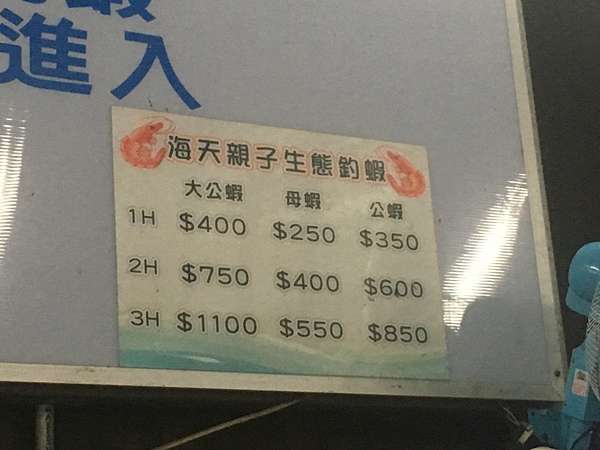 進入
海天親子生態釣蝦
大公蝦 母蝦 公蝦
1H $400 $250 $350
2H $750 $400 $600
3H $1100 $550 $850